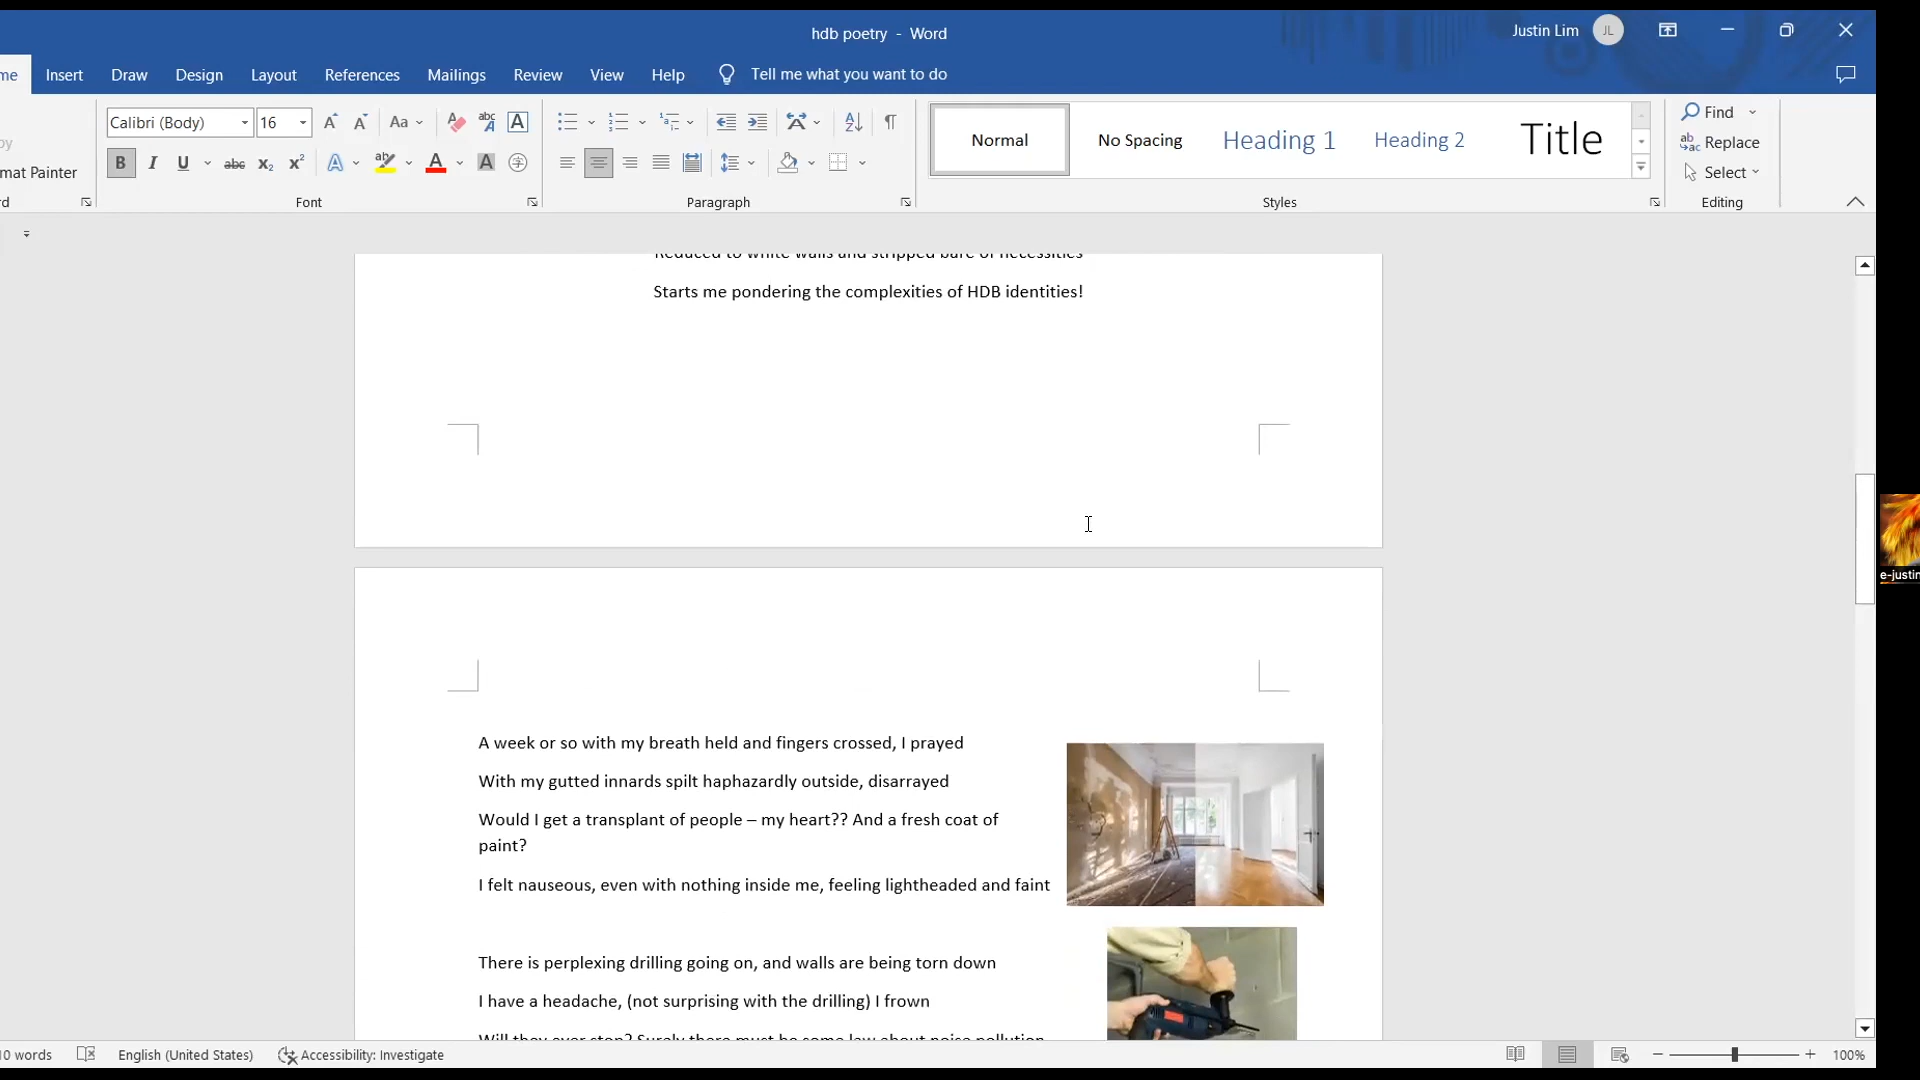 hdb poetry - Word
Justin Lim JL
me Insert Draw Design Layout References Mailings Review View Help Tell me what you want to do
Calibri (Body) 16 Aa abc A
Normal No Spacing Heading 1 Heading 2 Title
Find
Replace
Select
mat Painter
Font Paragraph Styles Editing
Reduced to white walls and stripped bare of necessities
Starts me pondering the complexities of HDB identities!
A week or so with my breath held and fingers crossed, I prayed
With my gutted innards spilt haphazardly outside, disarrayed
Would I get a transplant of people – my heart?? And a fresh coat of
paint?
I felt nauseous, even with nothing inside me, feeling lightheaded and faint
There is perplexing drilling going on, and walls are being torn down
I have a headache, (not surprising with the drilling) I frown
Will they ever stop? Surely there must be some law about noise pollution
e-justin
0 words English (United States) Accessibility: Investigate 100%